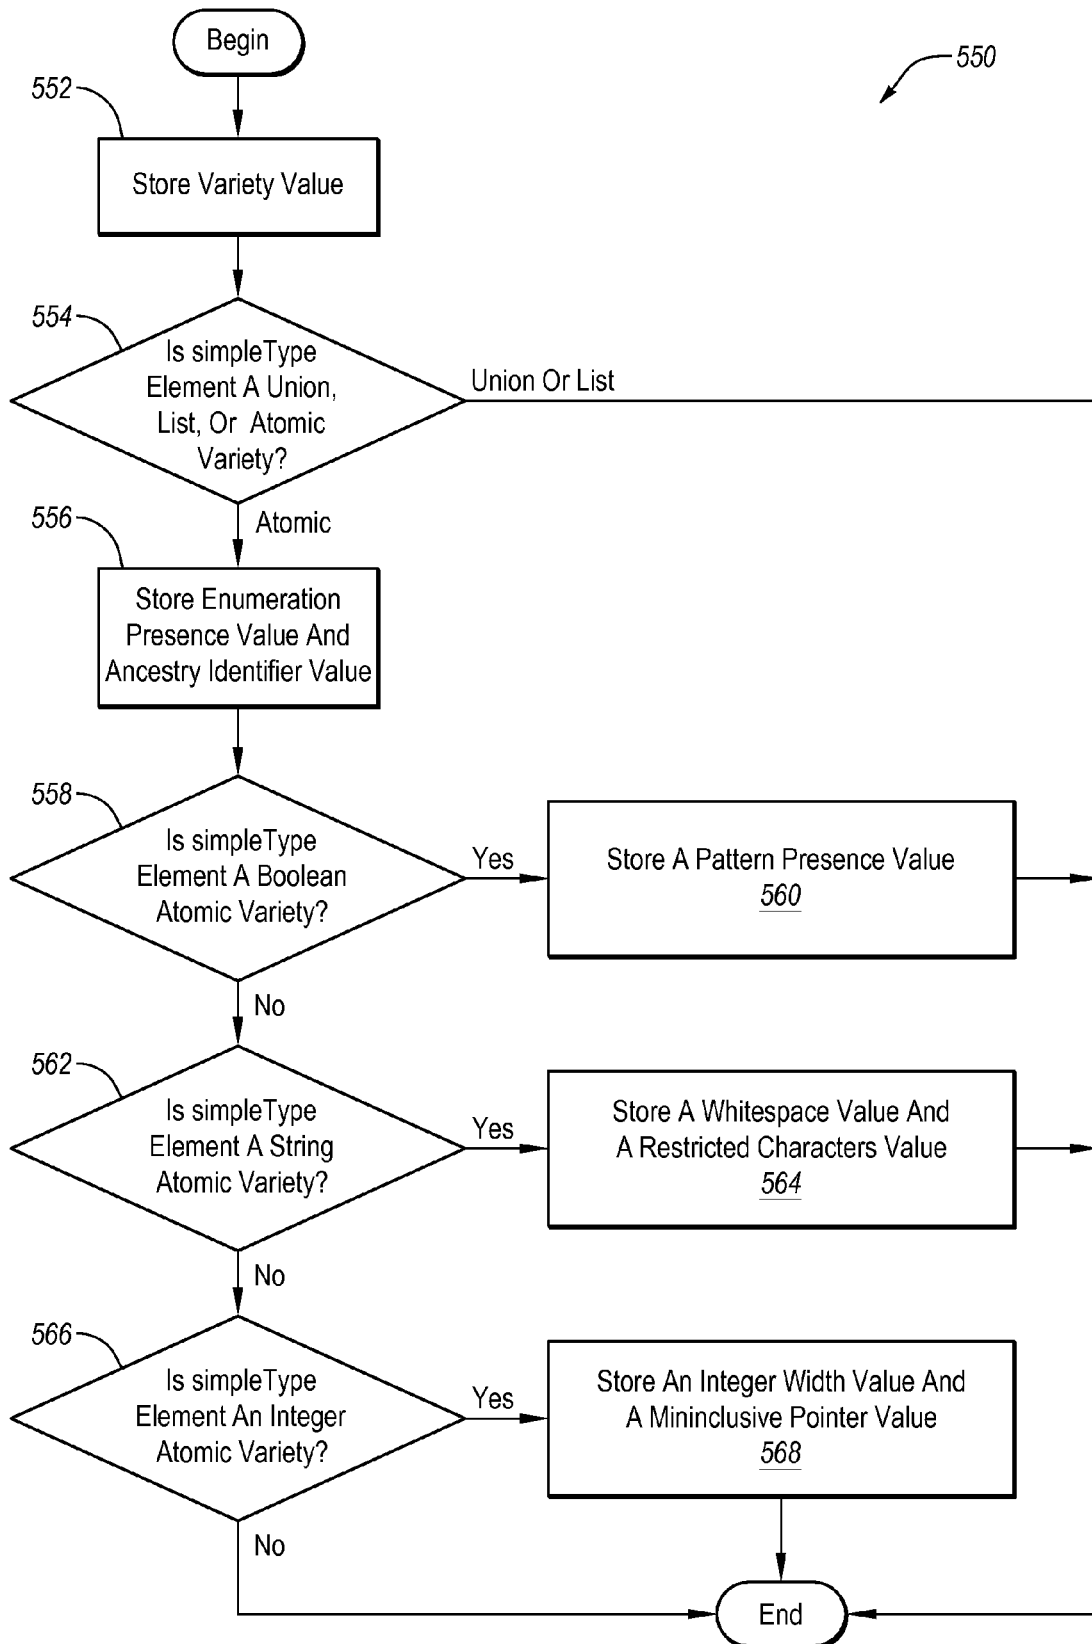 Begin
550
552
Store Variety Value
554
Is simpleType
Element A Union,
List, Or Atomic
Variety?
Union Or List
Atomic
556
Store Enumeration
Presence Value And
Ancestry Identifier Value
558
Is simpleType
Element A Boolean
Atomic Variety?
Yes
Store A Pattern Presence Value
560
No
562
Is simpleType
Element A String
Atomic Variety?
Yes
Store A Whitespace Value And
A Restricted Characters Value
564
No
566
Is simpleType
Element An Integer
Atomic Variety?
Yes
Store An Integer Width Value And
A Mininclusive Pointer Value
568
No
End